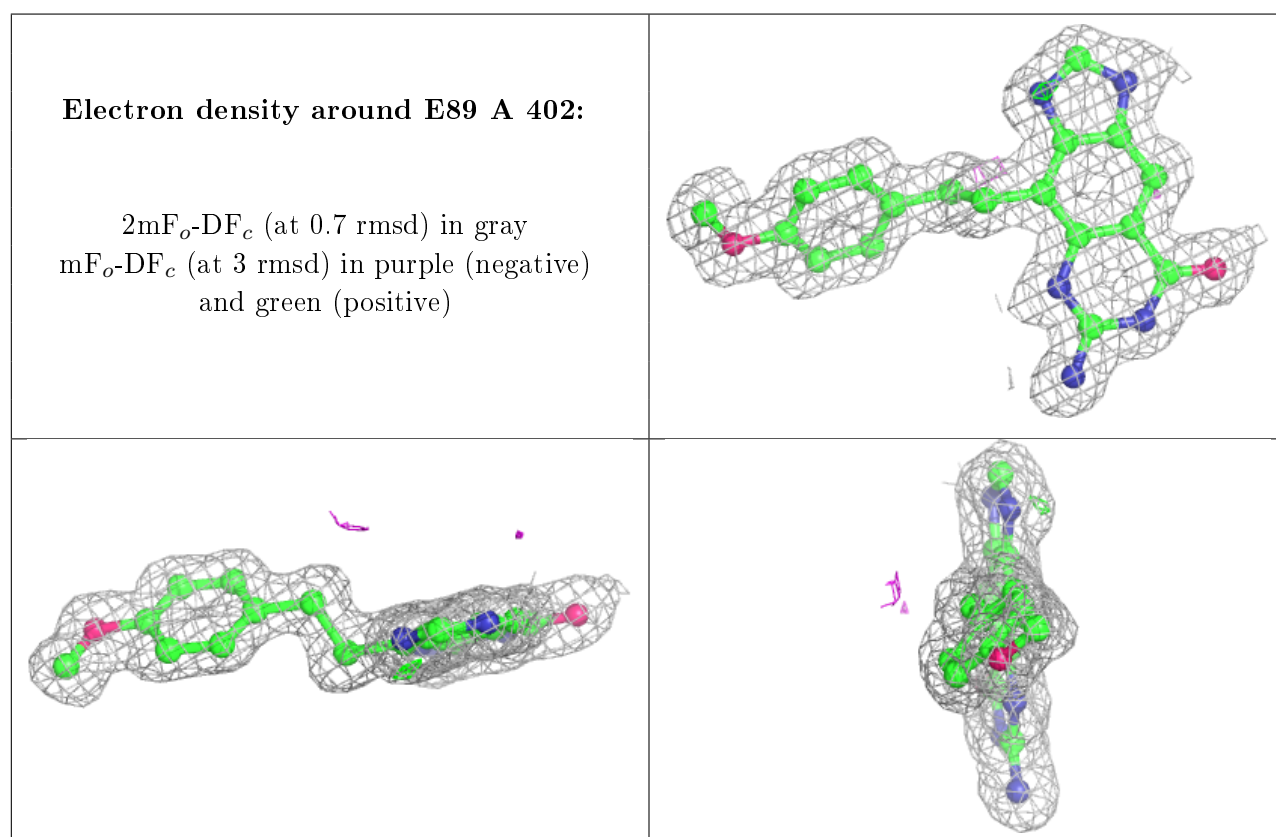 Electron density around E89 A 402:
2mFo-DFc (at 0.7 rmsd) in gray
mFo-DFc (at 3 rmsd) in purple (negative)
and green (positive)